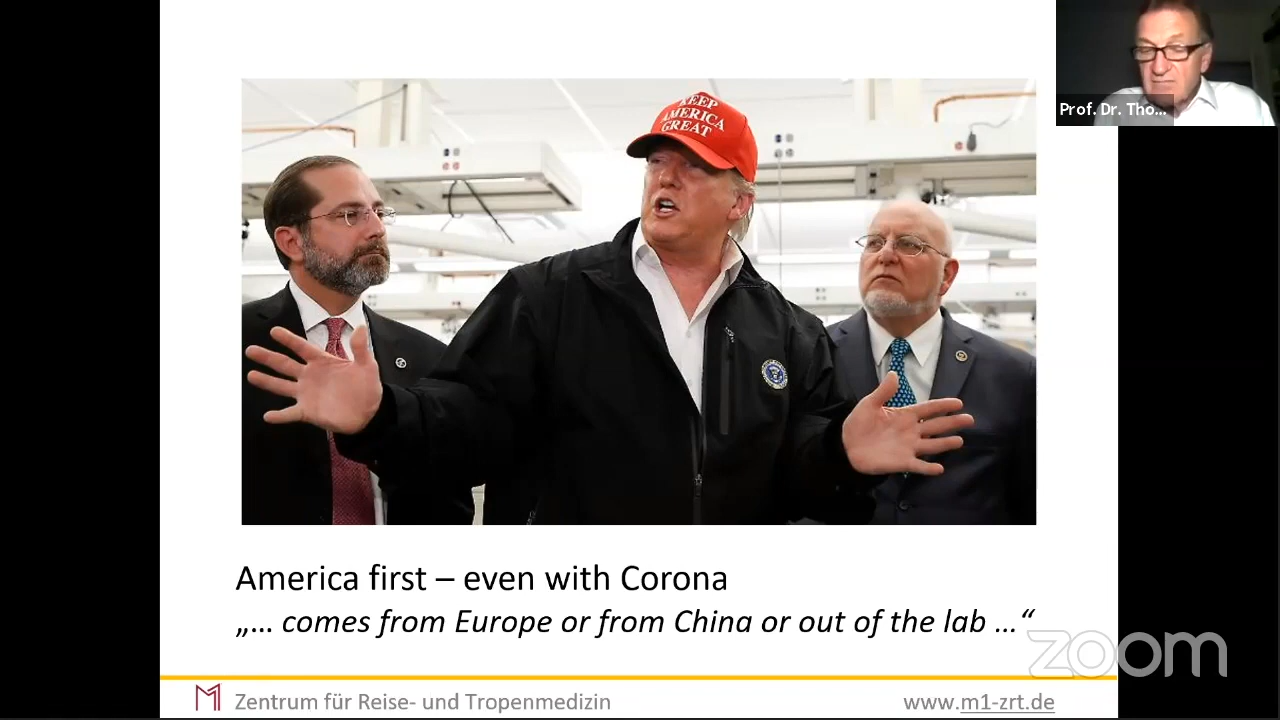 KEEP
AMERICA
GREAT
Prof. Dr. Tho...
America first – even with Corona
„… comes from Europe or from China or out of the lab …“
zoom
Zentrum für Reise- und Tropenmedizin
www.m1-zrt.de